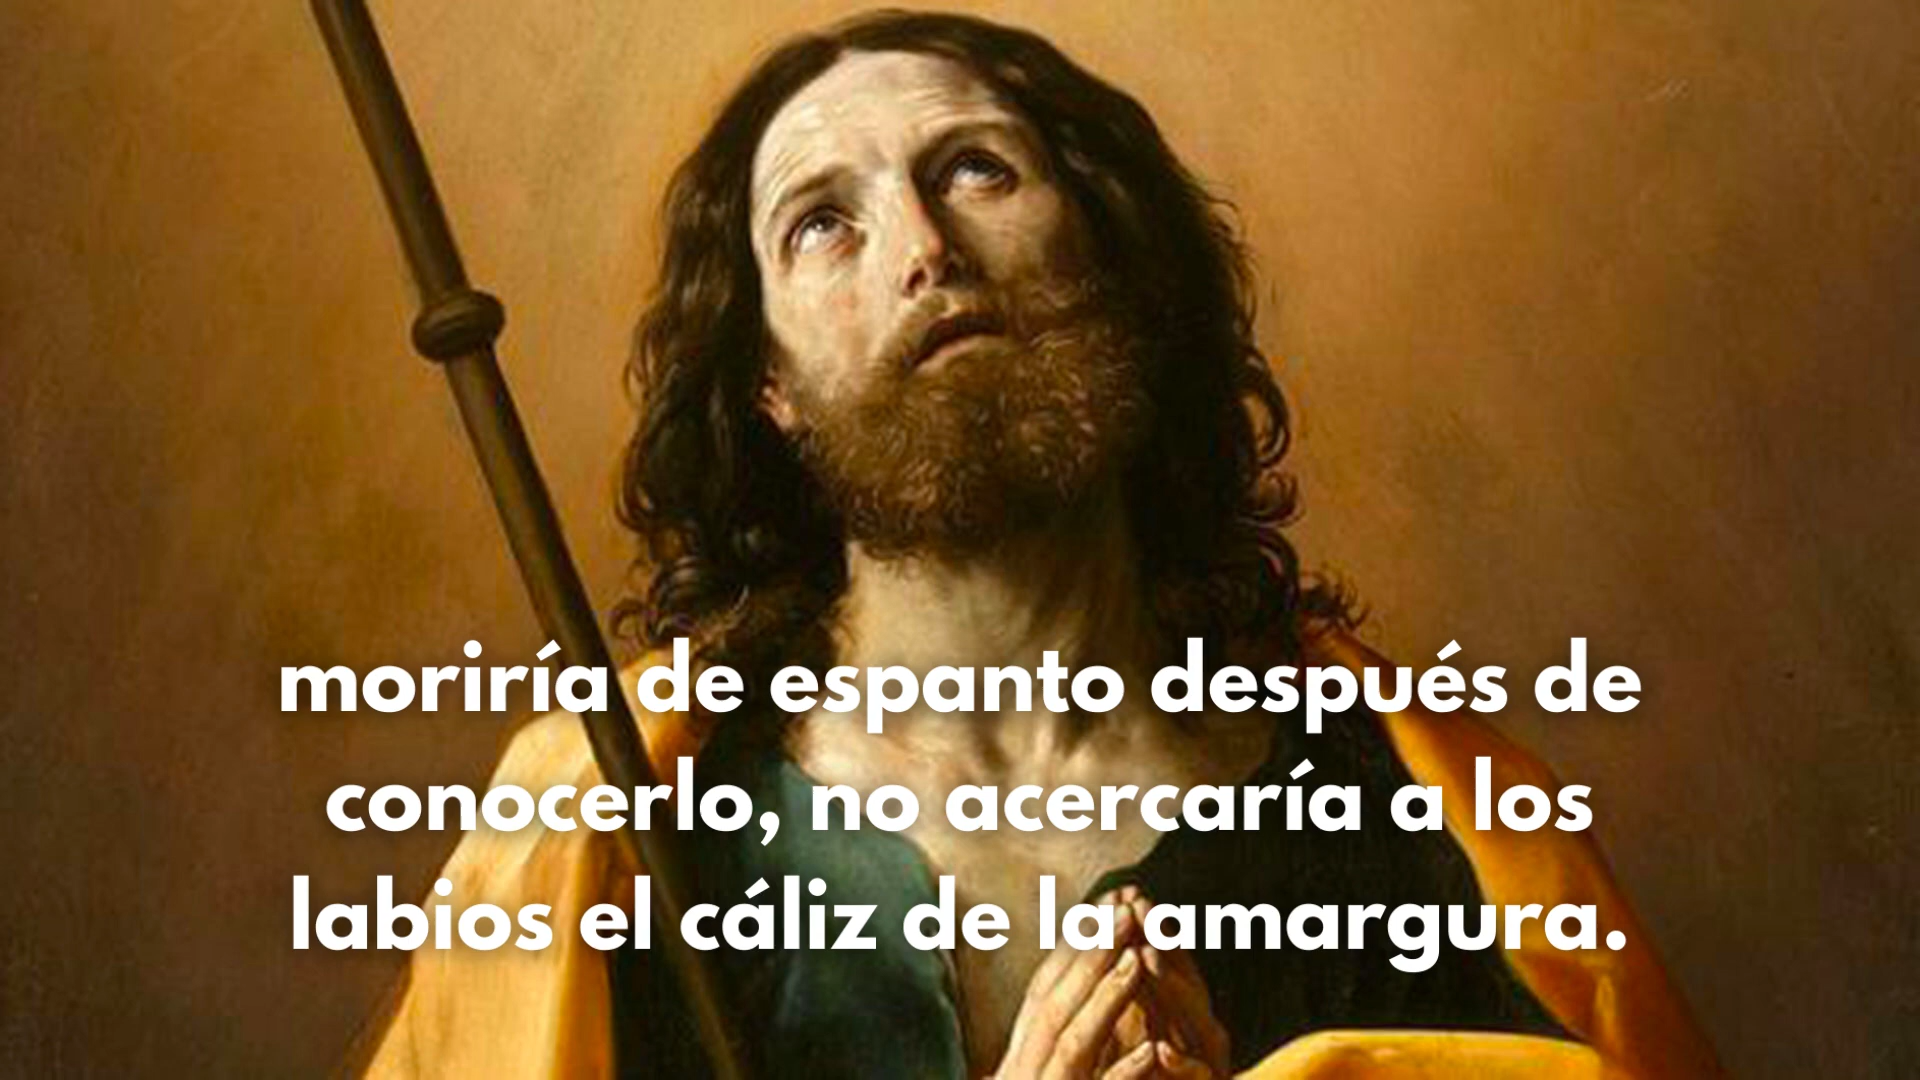 moriría de espanto después de
conocerlo, no acercaría a los
labios el cáliz de la amargura.